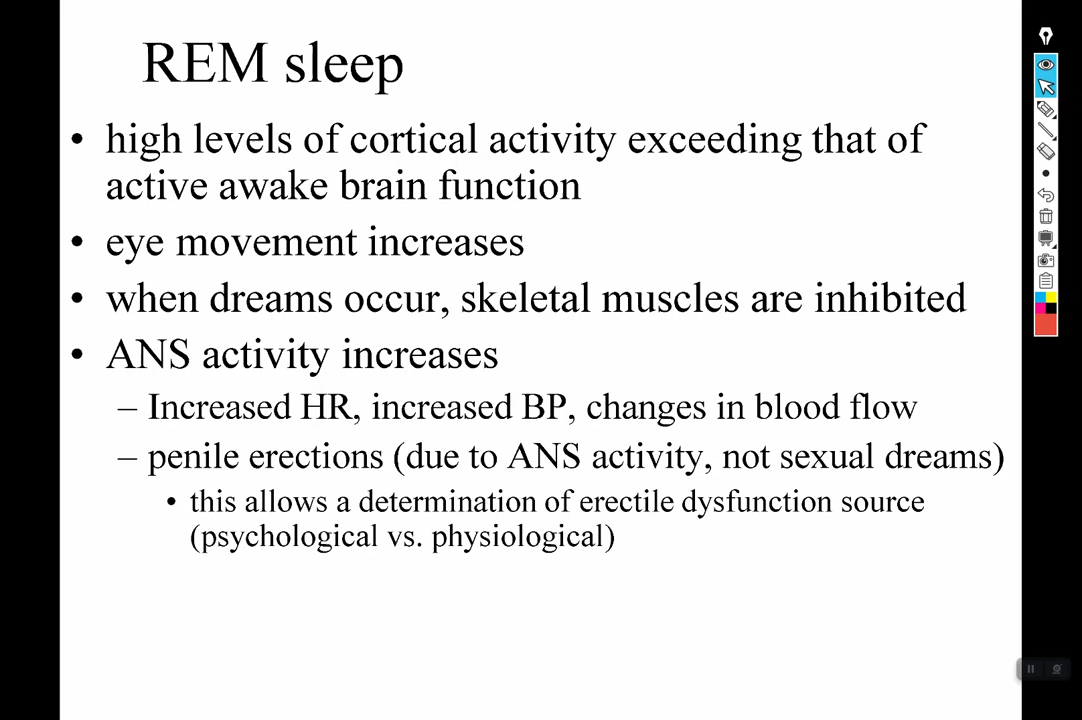 REM sleep
• high levels of cortical activity exceeding that of
active awake brain function
• eye movement increases
• when dreams occur, skeletal muscles are inhibited
• ANS activity increases
– Increased HR, increased BP, changes in blood flow
– penile erections (due to ANS activity, not sexual dreams)
• this allows a determination of erectile dysfunction source
(psychological vs. physiological)